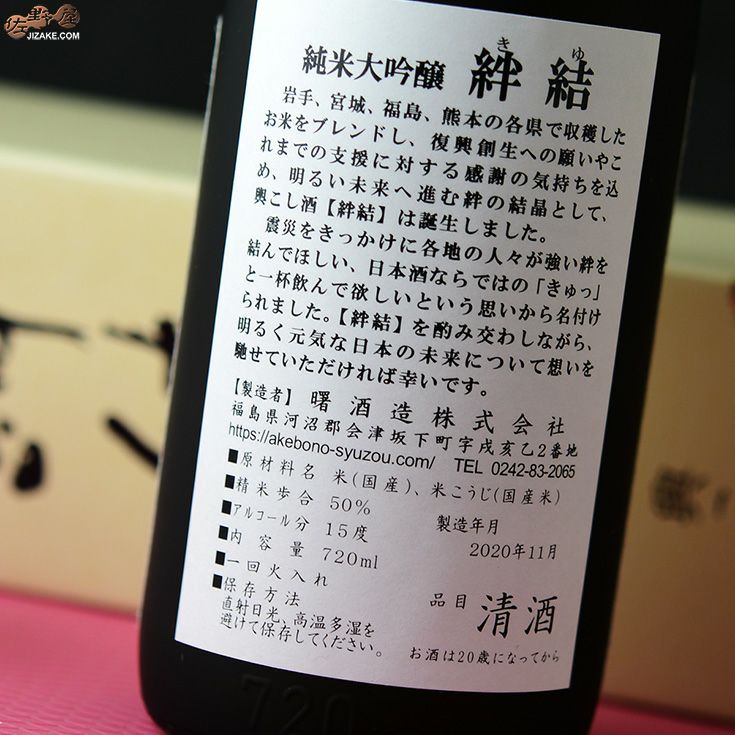 佐野屋
JIZAKE.COM
純米大吟醸 絆結
き ゆ
岩手、宮城、福島、熊本の各県で収穫した
お米をブレンドし、復興創生への願いやこ
れまでの支援に対する感謝の気持ちを込
め、明るい未来へ進む絆の結晶として、
興こし酒【絆結】は誕生しました。
震災をきっかけに各地の人々が強い絆を
結んでほしい、日本酒ならではの「きゅっ」
と一杯飲んで欲しいという思いから名付け
られました。【絆結】を酌み交わしながら、
明るく元気な日本の未来について想いを
馳せていただければ幸いです。
【製造者】 曙酒造株式会社
福島県河沼郡会津坂下町字戌亥乙2番地
https://akebono-syuzou.com/ TEL 0242-83-2065
■原材料名 米(国産)、米こうじ(国産米)
■精米歩合 50%
■アルコール分 15度
製造年月
■内容量 720ml
2020年11月
■一回火入れ
■保存方法
直射日光、高温多湿を
避けて保存してください。
品目 清酒
お酒は20歳になってから
720